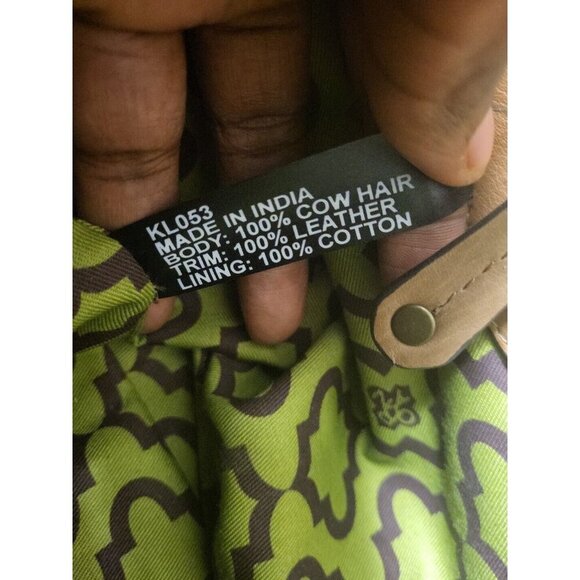 KL053
MADE IN INDIA
BODY: 100% COW HAIR
TRIM: 100% LEATHER
LINING: 100% COTTON